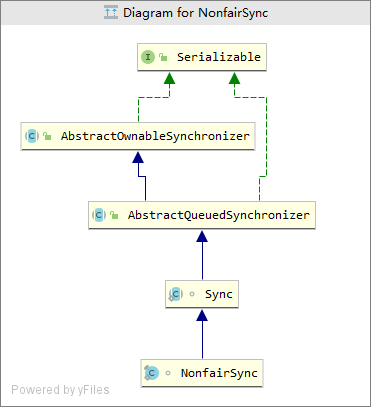 Diagram for NonfairSync
I Serializable
C AbstractOwnableSynchronizer
C AbstractQueuedSynchronizer
C Sync
C NonfairSync
Powered by yFiles